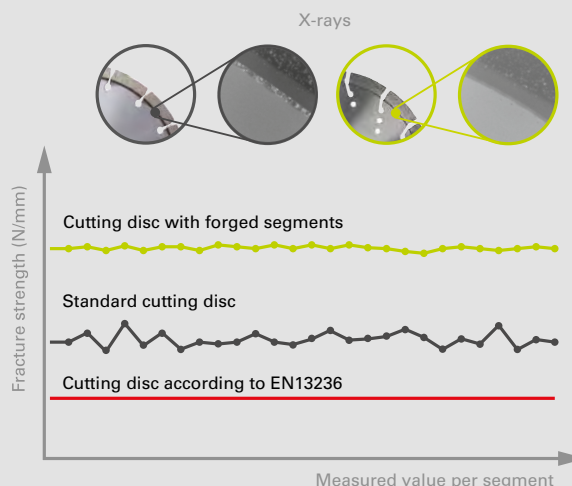 X-rays
Fracture strength (N/mm)
Cutting disc with forged segments
Standard cutting disc
Cutting disc according to EN13236
Measured value per segment